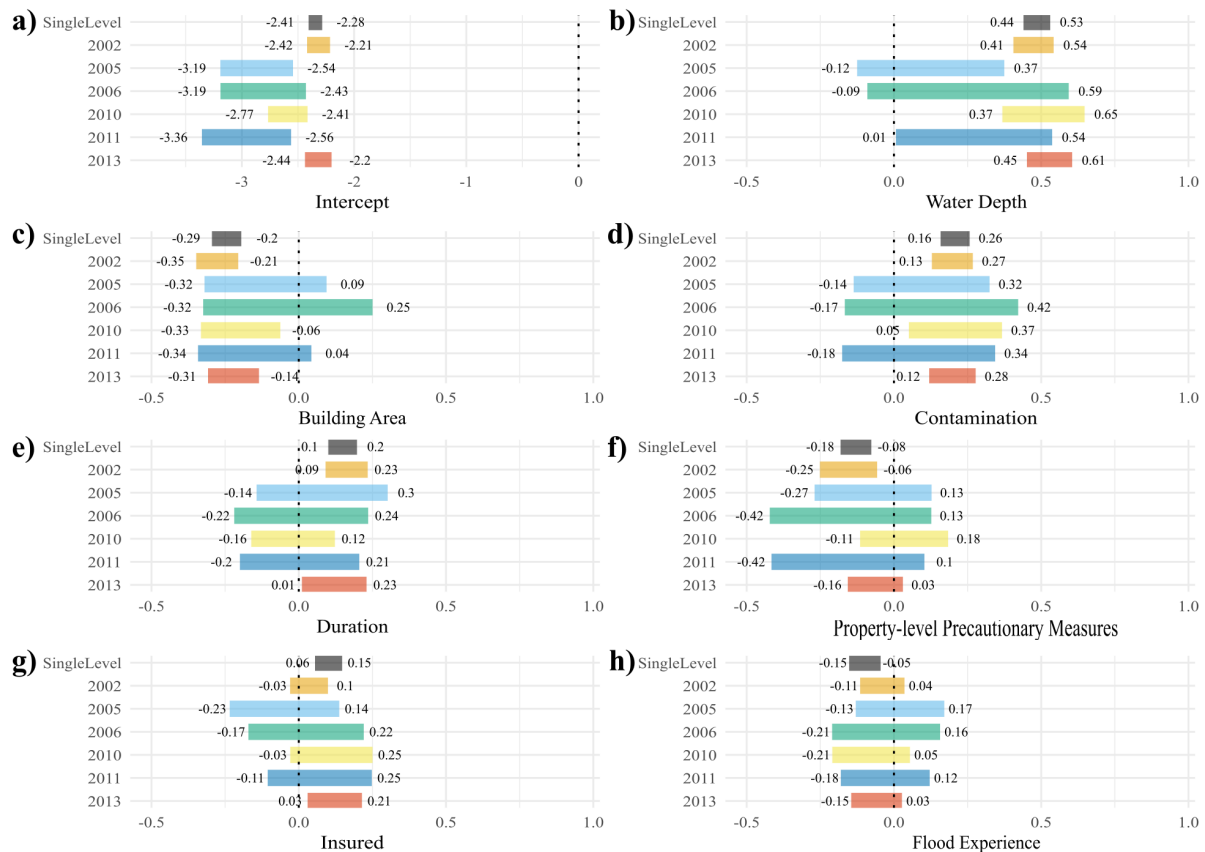 a)
SingleLevel -2.41 -2.28
2002 -2.42 -2.21
2005 -3.19 -2.54
2006 -3.19 -2.43
2010 -2.77 -2.41
2011 -3.36 -2.56
2013 -2.44 -2.2
-3 -2 -1 0
Intercept
b)
SingleLevel 0.44 0.53
2002 0.41 0.54
2005 -0.12 0.37
2006 -0.09 0.59
2010 0.37 0.65
2011 0.01 0.54
2013 0.45 0.61
-0.5 0.0 0.5 1.0
Water Depth
c)
SingleLevel -0.29 -0.2
2002 -0.35 -0.21
2005 -0.32 0.09
2006 -0.32 0.25
2010 -0.33 -0.06
2011 -0.34 0.04
2013 -0.31 -0.14
-0.5 0.0 0.5 1.0
Building Area
d)
SingleLevel 0.16 0.26
2002 0.13 0.27
2005 -0.14 0.32
2006 -0.17 0.42
2010 0.05 0.37
2011 -0.18 0.34
2013 0.12 0.28
-0.5 0.0 0.5 1.0
Contamination
e)
SingleLevel 0.1 0.2
2002 0.09 0.23
2005 -0.14 0.3
2006 -0.22 0.24
2010 -0.16 0.12
2011 -0.2 0.21
2013 0.01 0.23
-0.5 0.0 0.5 1.0
Duration
f)
SingleLevel -0.18 -0.08
2002 -0.25 -0.06
2005 -0.27 0.13
2006 -0.42 0.13
2010 -0.11 0.18
2011 -0.42 0.1
2013 -0.16 0.03
-0.5 0.0 0.5 1.0
Property-level Precautionary Measures
g)
SingleLevel 0.06 0.15
2002 -0.03 0.1
2005 -0.23 0.14
2006 -0.17 0.22
2010 -0.03 0.25
2011 -0.11 0.25
2013 0.03 0.21
-0.5 0.0 0.5 1.0
Insured
h)
SingleLevel -0.15 -0.05
2002 -0.11 0.04
2005 -0.13 0.17
2006 -0.21 0.16
2010 -0.21 0.05
2011 -0.18 0.12
2013 -0.15 0.03
-0.5 0.0 0.5 1.0
Flood Experience